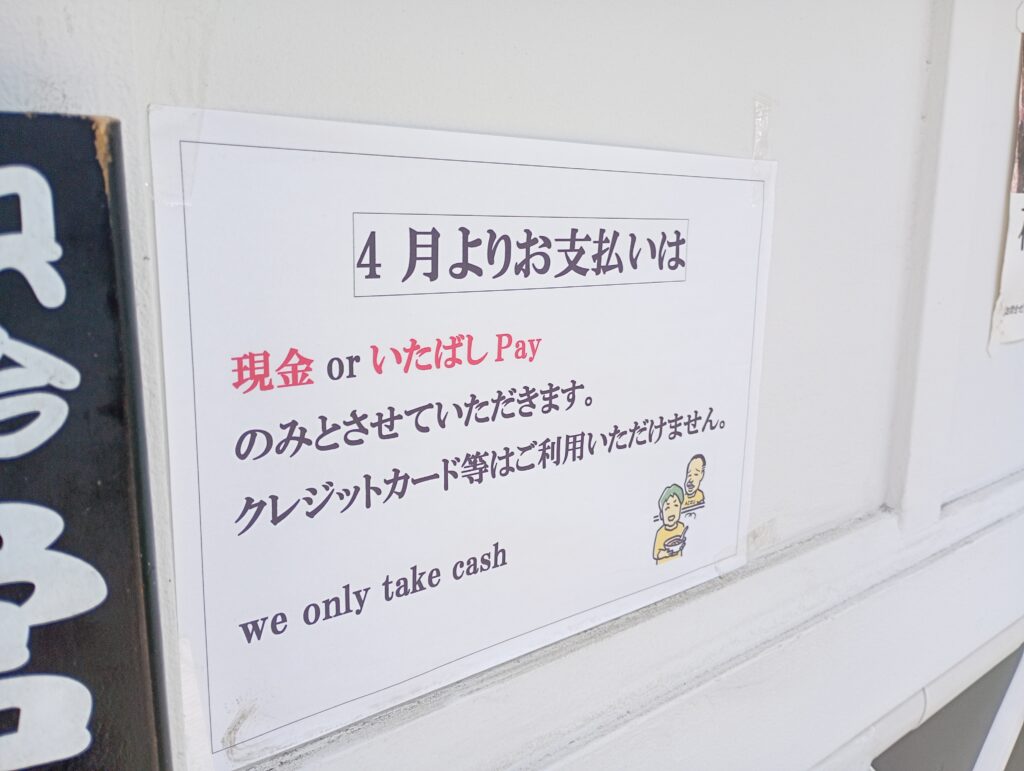 4 月よりお支払いは
現金 or いたばし Pay
のみとさせていただきます。
クレジットカード等はご利用いただけません。
we only take cash